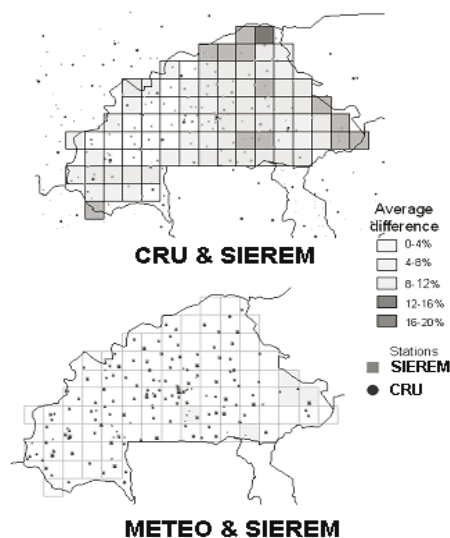 CRU & SIEREM
Average
difference
0-4%
4-8%
8-12%
12-16%
16-20%
Stations
SIEREM
CRU
METEO & SIEREM